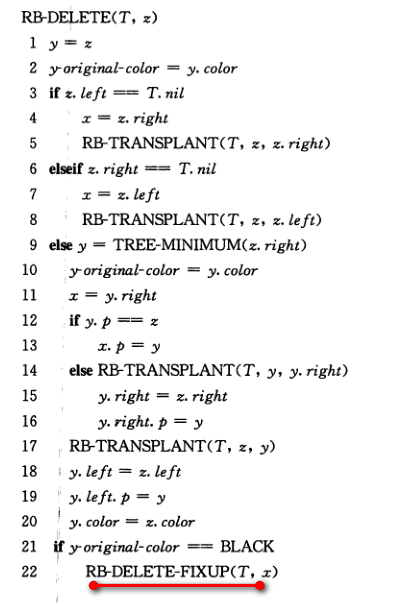 RB-DELETE(T, z)
1 y = z
2 y-original-color = y.color
3 if z.left == T.nil
4 x = z.right
5 RB-TRANSPLANT(T, z, z.right)
6 elseif z.right == T.nil
7 x = z.left
8 RB-TRANSPLANT(T, z, z.left)
9 else y = TREE-MINIMUM(z.right)
10 y-original-color = y.color
11 x = y.right
12 if y.p == z
13 x.p = y
14 else RB-TRANSPLANT(T, y, y.right)
15 y.right = z.right
16 y.right.p = y
17 RB-TRANSPLANT(T, z, y)
18 y.left = z.left
19 y.left.p = y
20 y.color = z.color
21 if y-original-color == BLACK
22 RB-DELETE-FIXUP(T, x)